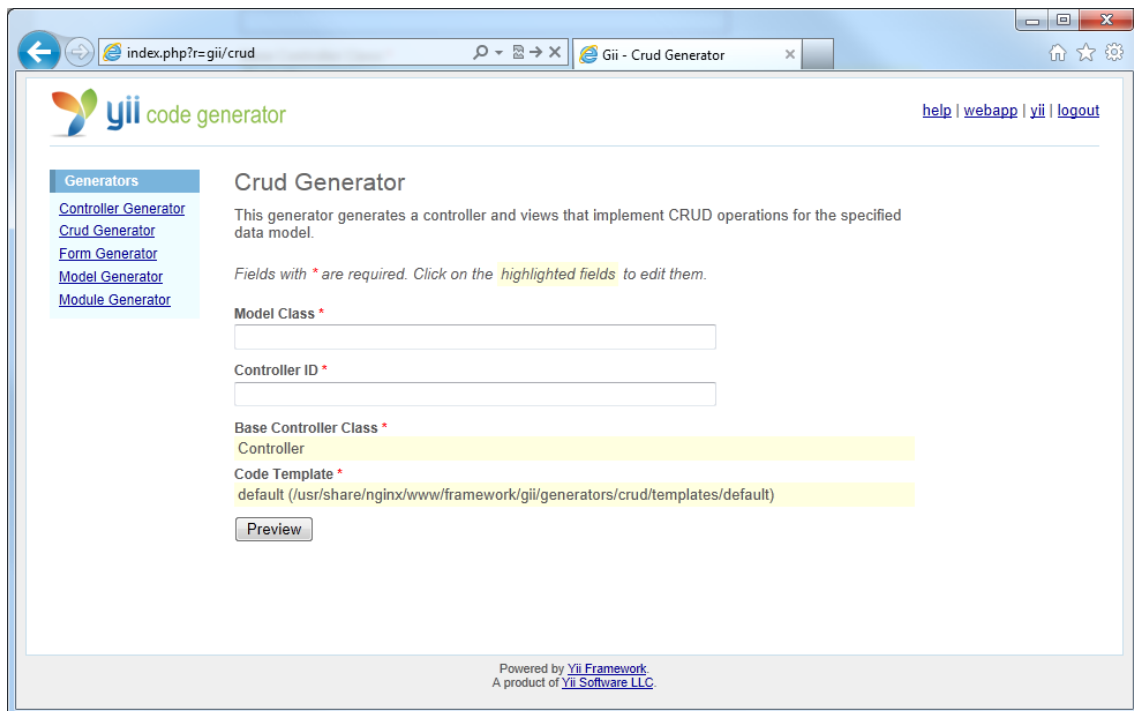 index.php?r=gii/crud
Gii - Crud Generator
yii code generator
help | webapp | yii | logout
Generators
Controller Generator
Crud Generator
Form Generator
Model Generator
Module Generator
Crud Generator
This generator generates a controller and views that implement CRUD operations for the specified
data model.
Fields with * are required. Click on the highlighted fields to edit them.
Model Class *
Controller ID *
Base Controller Class *
Controller
Code Template *
default (/usr/share/nginx/www/framework/gii/generators/crud/templates/default)
Preview
Powered by Yii Framework.
A product of Yii Software LLC.